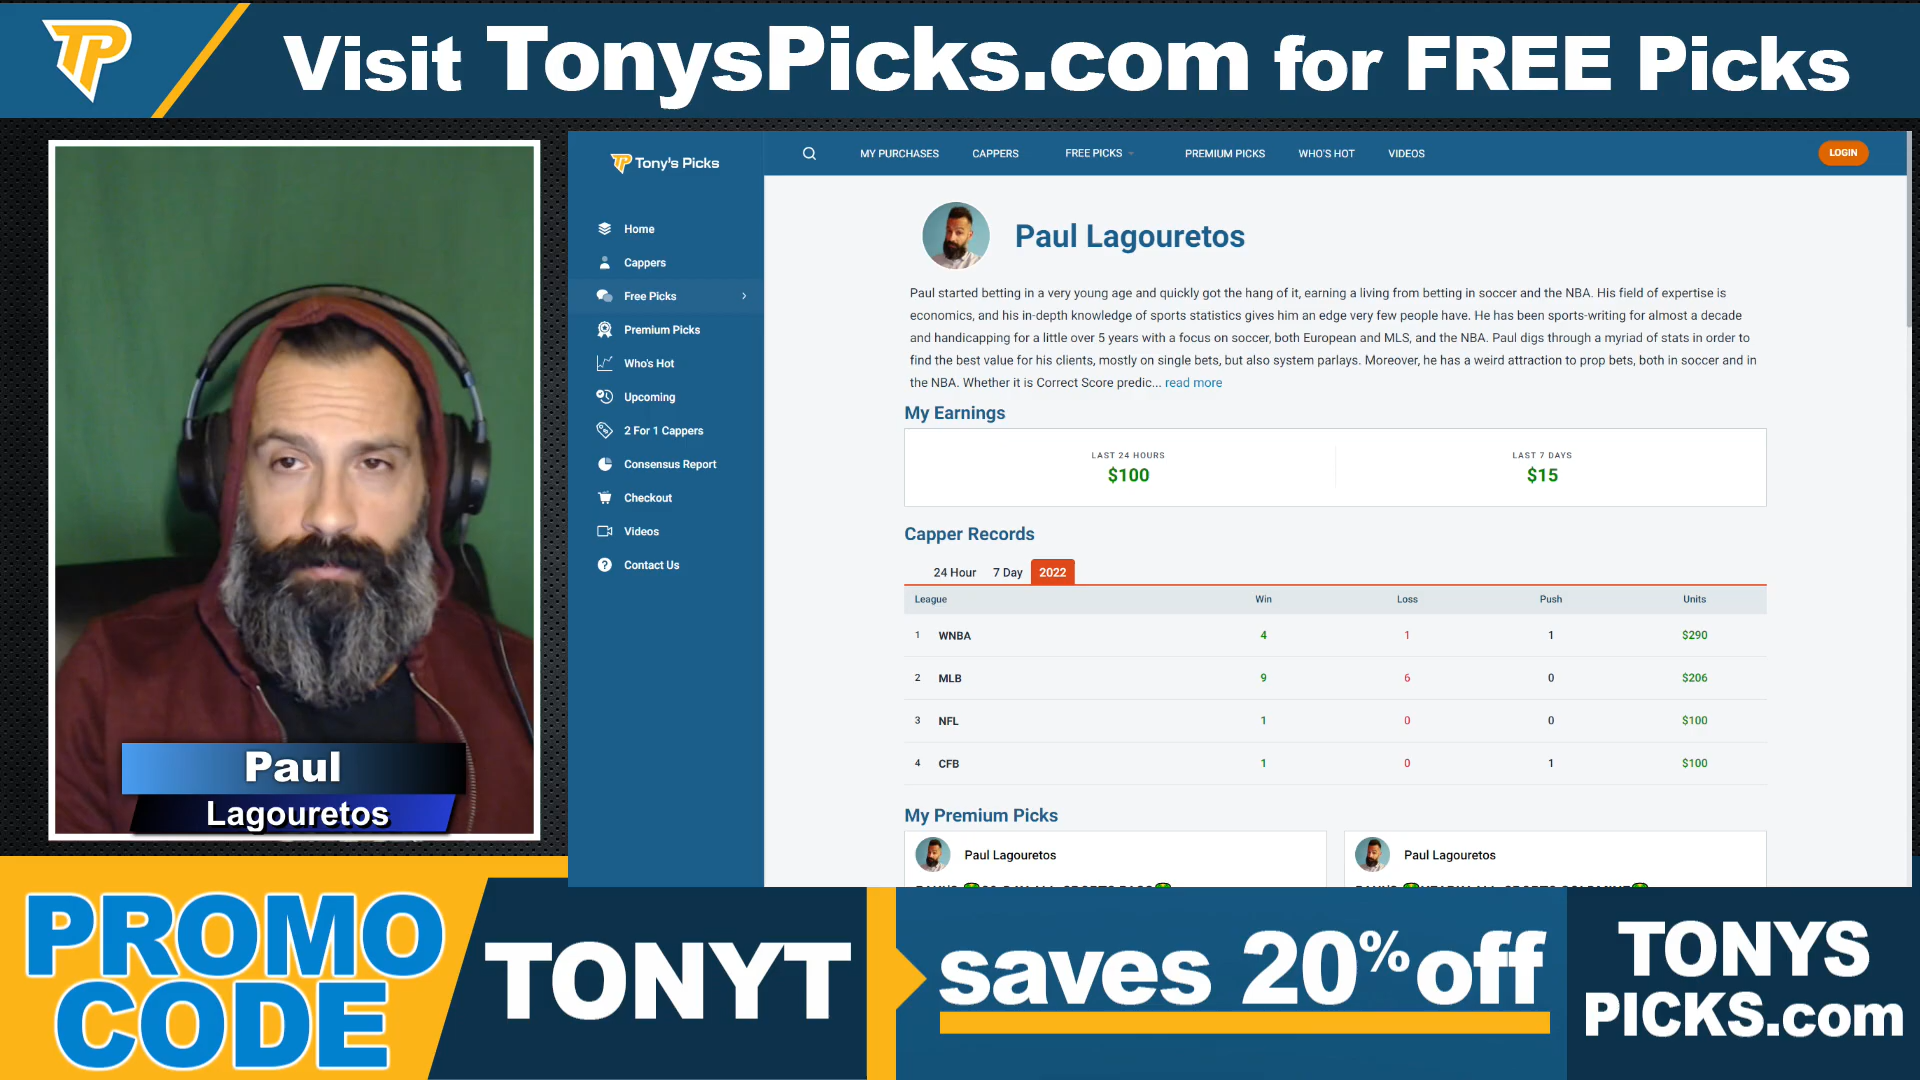 TP
Visit TonysPicks.com for FREE Picks
TP Tony's Picks
MY PURCHASES
CAPPERS
FREE PICKS
PREMIUM PICKS
WHO'S HOT
VIDEOS
LOGIN
Home
Cappers
Free Picks
Premium Picks
Who's Hot
Upcoming
2 For 1 Cappers
Consensus Report
Checkout
Videos
Contact Us
Paul Lagouretos
Paul started betting in a very young age and quickly got the hang of it, earning a living from betting in soccer and the NBA. His field of expertise is
economics, and his in-depth knowledge of sports statistics gives him an edge very few people have. He has been sports-writing for almost a decade
and handicapping for a little over 5 years with a focus on soccer, both European and MLS, and the NBA. Paul digs through a myriad of stats in order to
find the best value for his clients, mostly on single bets, but also system parlays. Moreover, he has a weird attraction to prop bets, both in soccer and in
the NBA. Whether it is Correct Score predic... read more
My Earnings
LAST 24 HOURS
$100
LAST 7 DAYS
$15
Capper Records
24 Hour 7 Day 2022
League Win Loss Push Units
1 WNBA 4 1 1 $290
2 MLB 9 6 0 $206
3 NFL 1 0 0 $100
4 CFB 1 0 1 $100
My Premium Picks
Paul Lagouretos
Paul Lagouretos
Paul
Lagouretos
PROMO
CODE
TONYT
saves 20% off
TONYS
PICKS.com